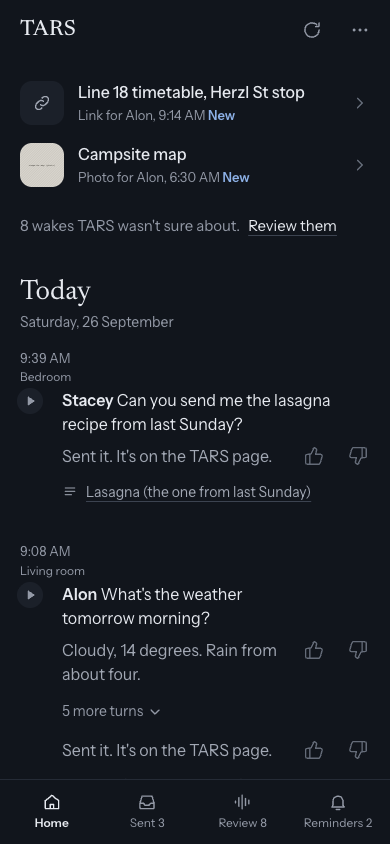 TARS
Line 18 timetable, Herzl St stop
Link for Alon, 9:14 AM New
Campsite map
Photo for Alon, 6:30 AM New
8 wakes TARS wasn't sure about. Review them
Today
Saturday, 26 September
9:39 AM
Bedroom
Stacey Can you send me the lasagna
recipe from last Sunday?
Sent it. It's on the TARS page.
Lasagna (the one from last Sunday)
9:08 AM
Living room
Alon What's the weather
tomorrow morning?
Cloudy, 14 degrees. Rain from
about four.
5 more turns
Sent it. It's on the TARS page.
Home
Sent 3
Review 8
Reminders 2